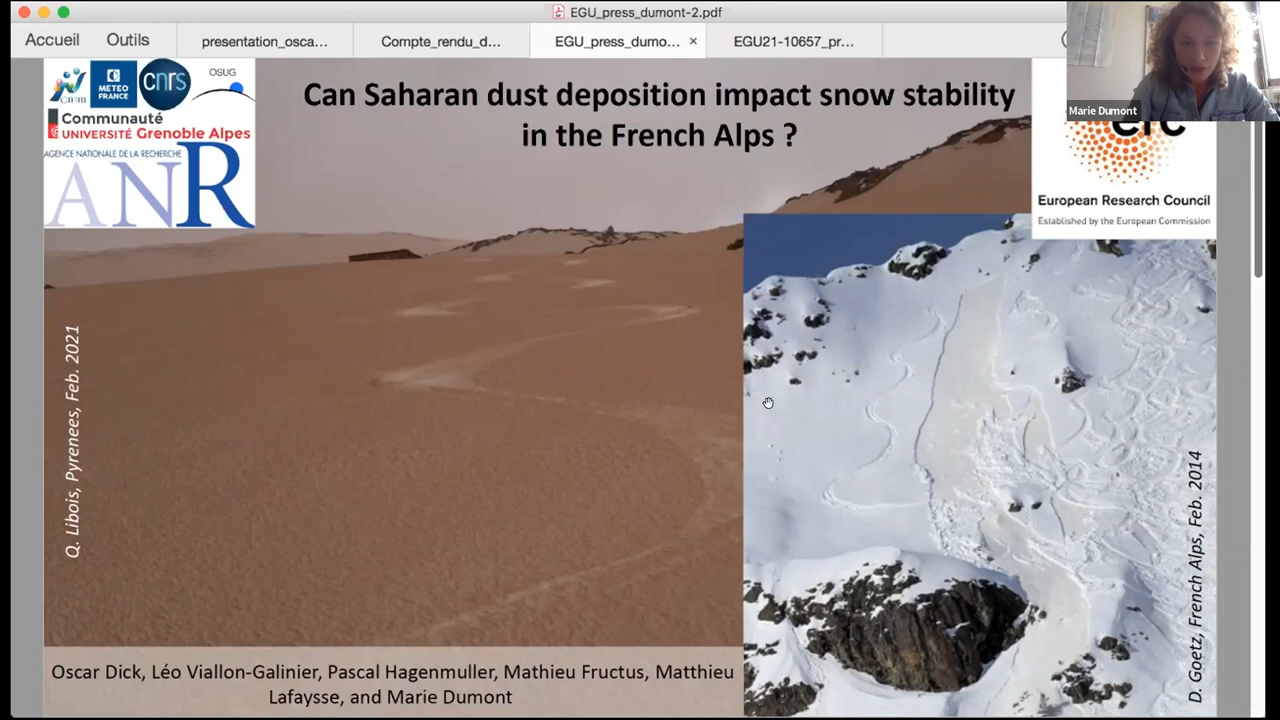 EGU_press_dumont-2.pdf
Accueil
Outils
presentation_osca...
Compte_rendu_d...
EGU_press_dumo... ×
EGU21-10657_pr...
Marie Dumont
METEO
FRANCE
cnrs
OSUG
Communauté
UNIVERSITÉ Grenoble Alpes
AGENCE NATIONALE DE LA RECHERCHE
ANR
Can Saharan dust deposition impact snow stability
in the French Alps ?
erc
European Research Council
Established by the European Commission
Q. Libois, Pyrenees, Feb. 2021
D. Goetz, French Alps, Feb. 2014
Oscar Dick, Léo Viallon-Galinier, Pascal Hagenmuller, Mathieu Fructus, Matthieu
Lafaysse, and Marie Dumont